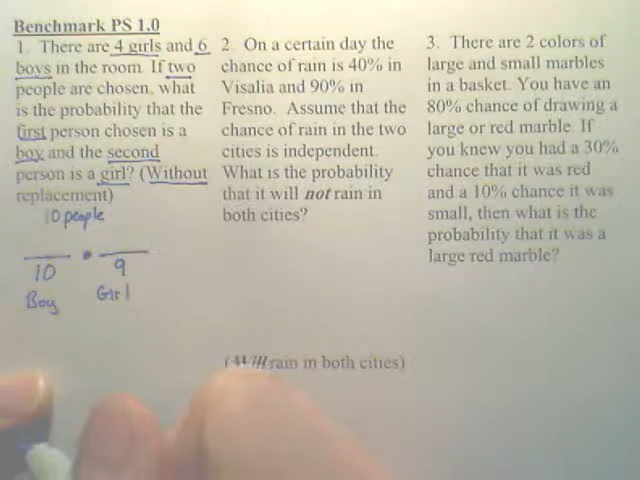 Benchmark PS 1.0
1. There are 4 girls and 6
boys in the room. If two
people are chosen, what
is the probability that the
first person chosen is a
boy and the second
person is a girl? (Without
replacement)
10 people
10 • 9
Boy Girl
2. On a certain day the
chance of rain is 40% in
Visalia and 90% in
Fresno. Assume that the
chance of rain in the two
cities is independent.
What is the probability
that it will not rain in
both cities?
(Will rain in both cities)
3. There are 2 colors of
large and small marbles
in a basket. You have an
80% chance of drawing a
large or red marble. If
you knew you had a 30%
chance that it was red
and a 10% chance it was
small, then what is the
probability that it was a
large red marble?